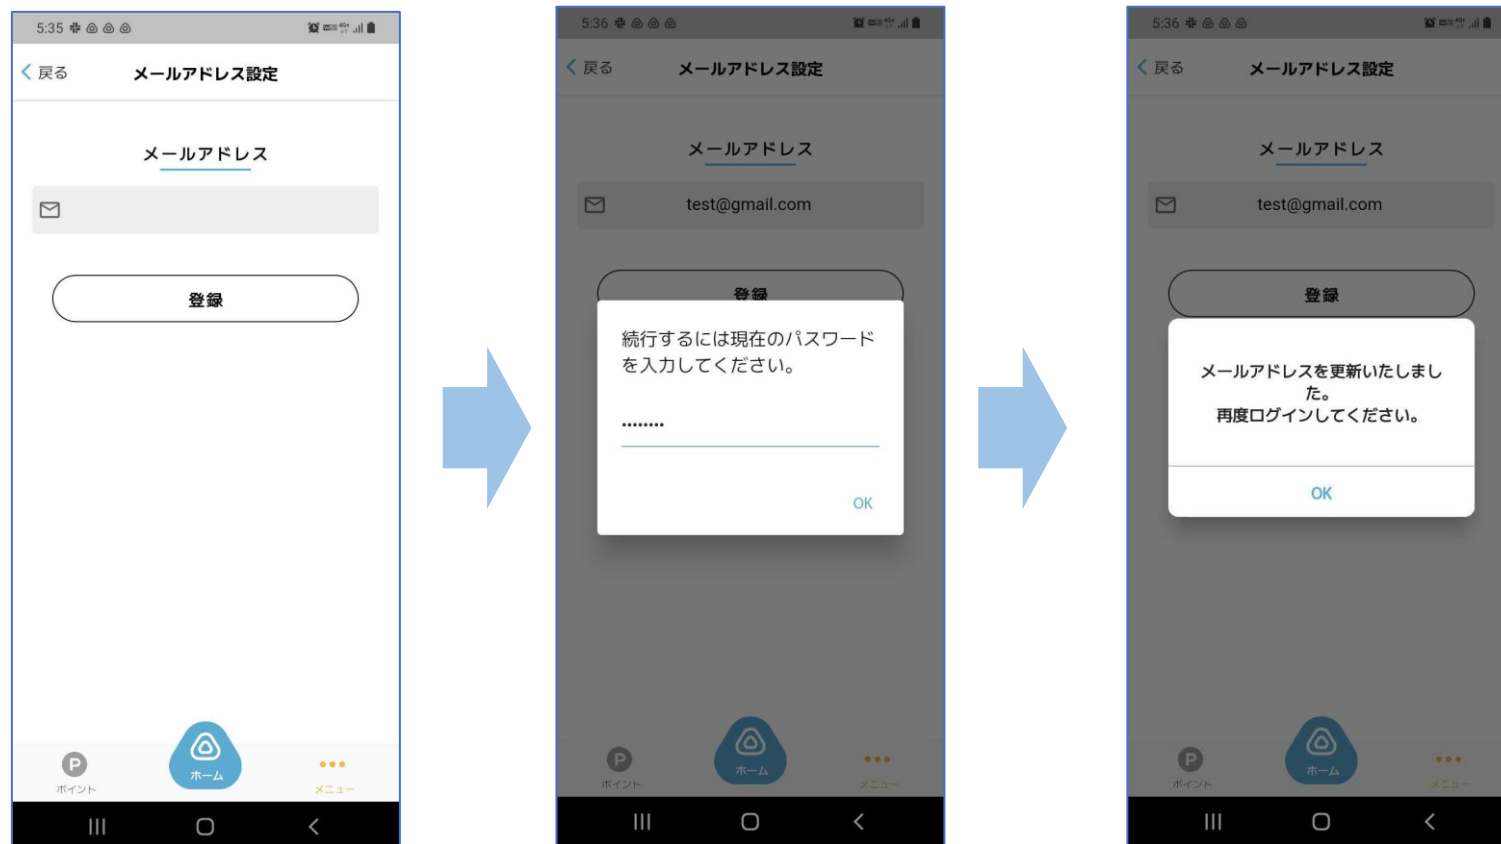 5:35
戻る
メールアドレス設定
メールアドレス
登録
P
ポイント
ホーム
メニュー
5:36
戻る
メールアドレス設定
メールアドレス
test@gmail.com
登録
続行するには現在のパスワード
を入力してください。
••••••••
OK
P
ポイント
ホーム
メニュー
5:36
戻る
メールアドレス設定
メールアドレス
test@gmail.com
登録
メールアドレスを更新いたしまし
た。
再度ログインしてください。
OK
P
ポイント
ホーム
メニュー